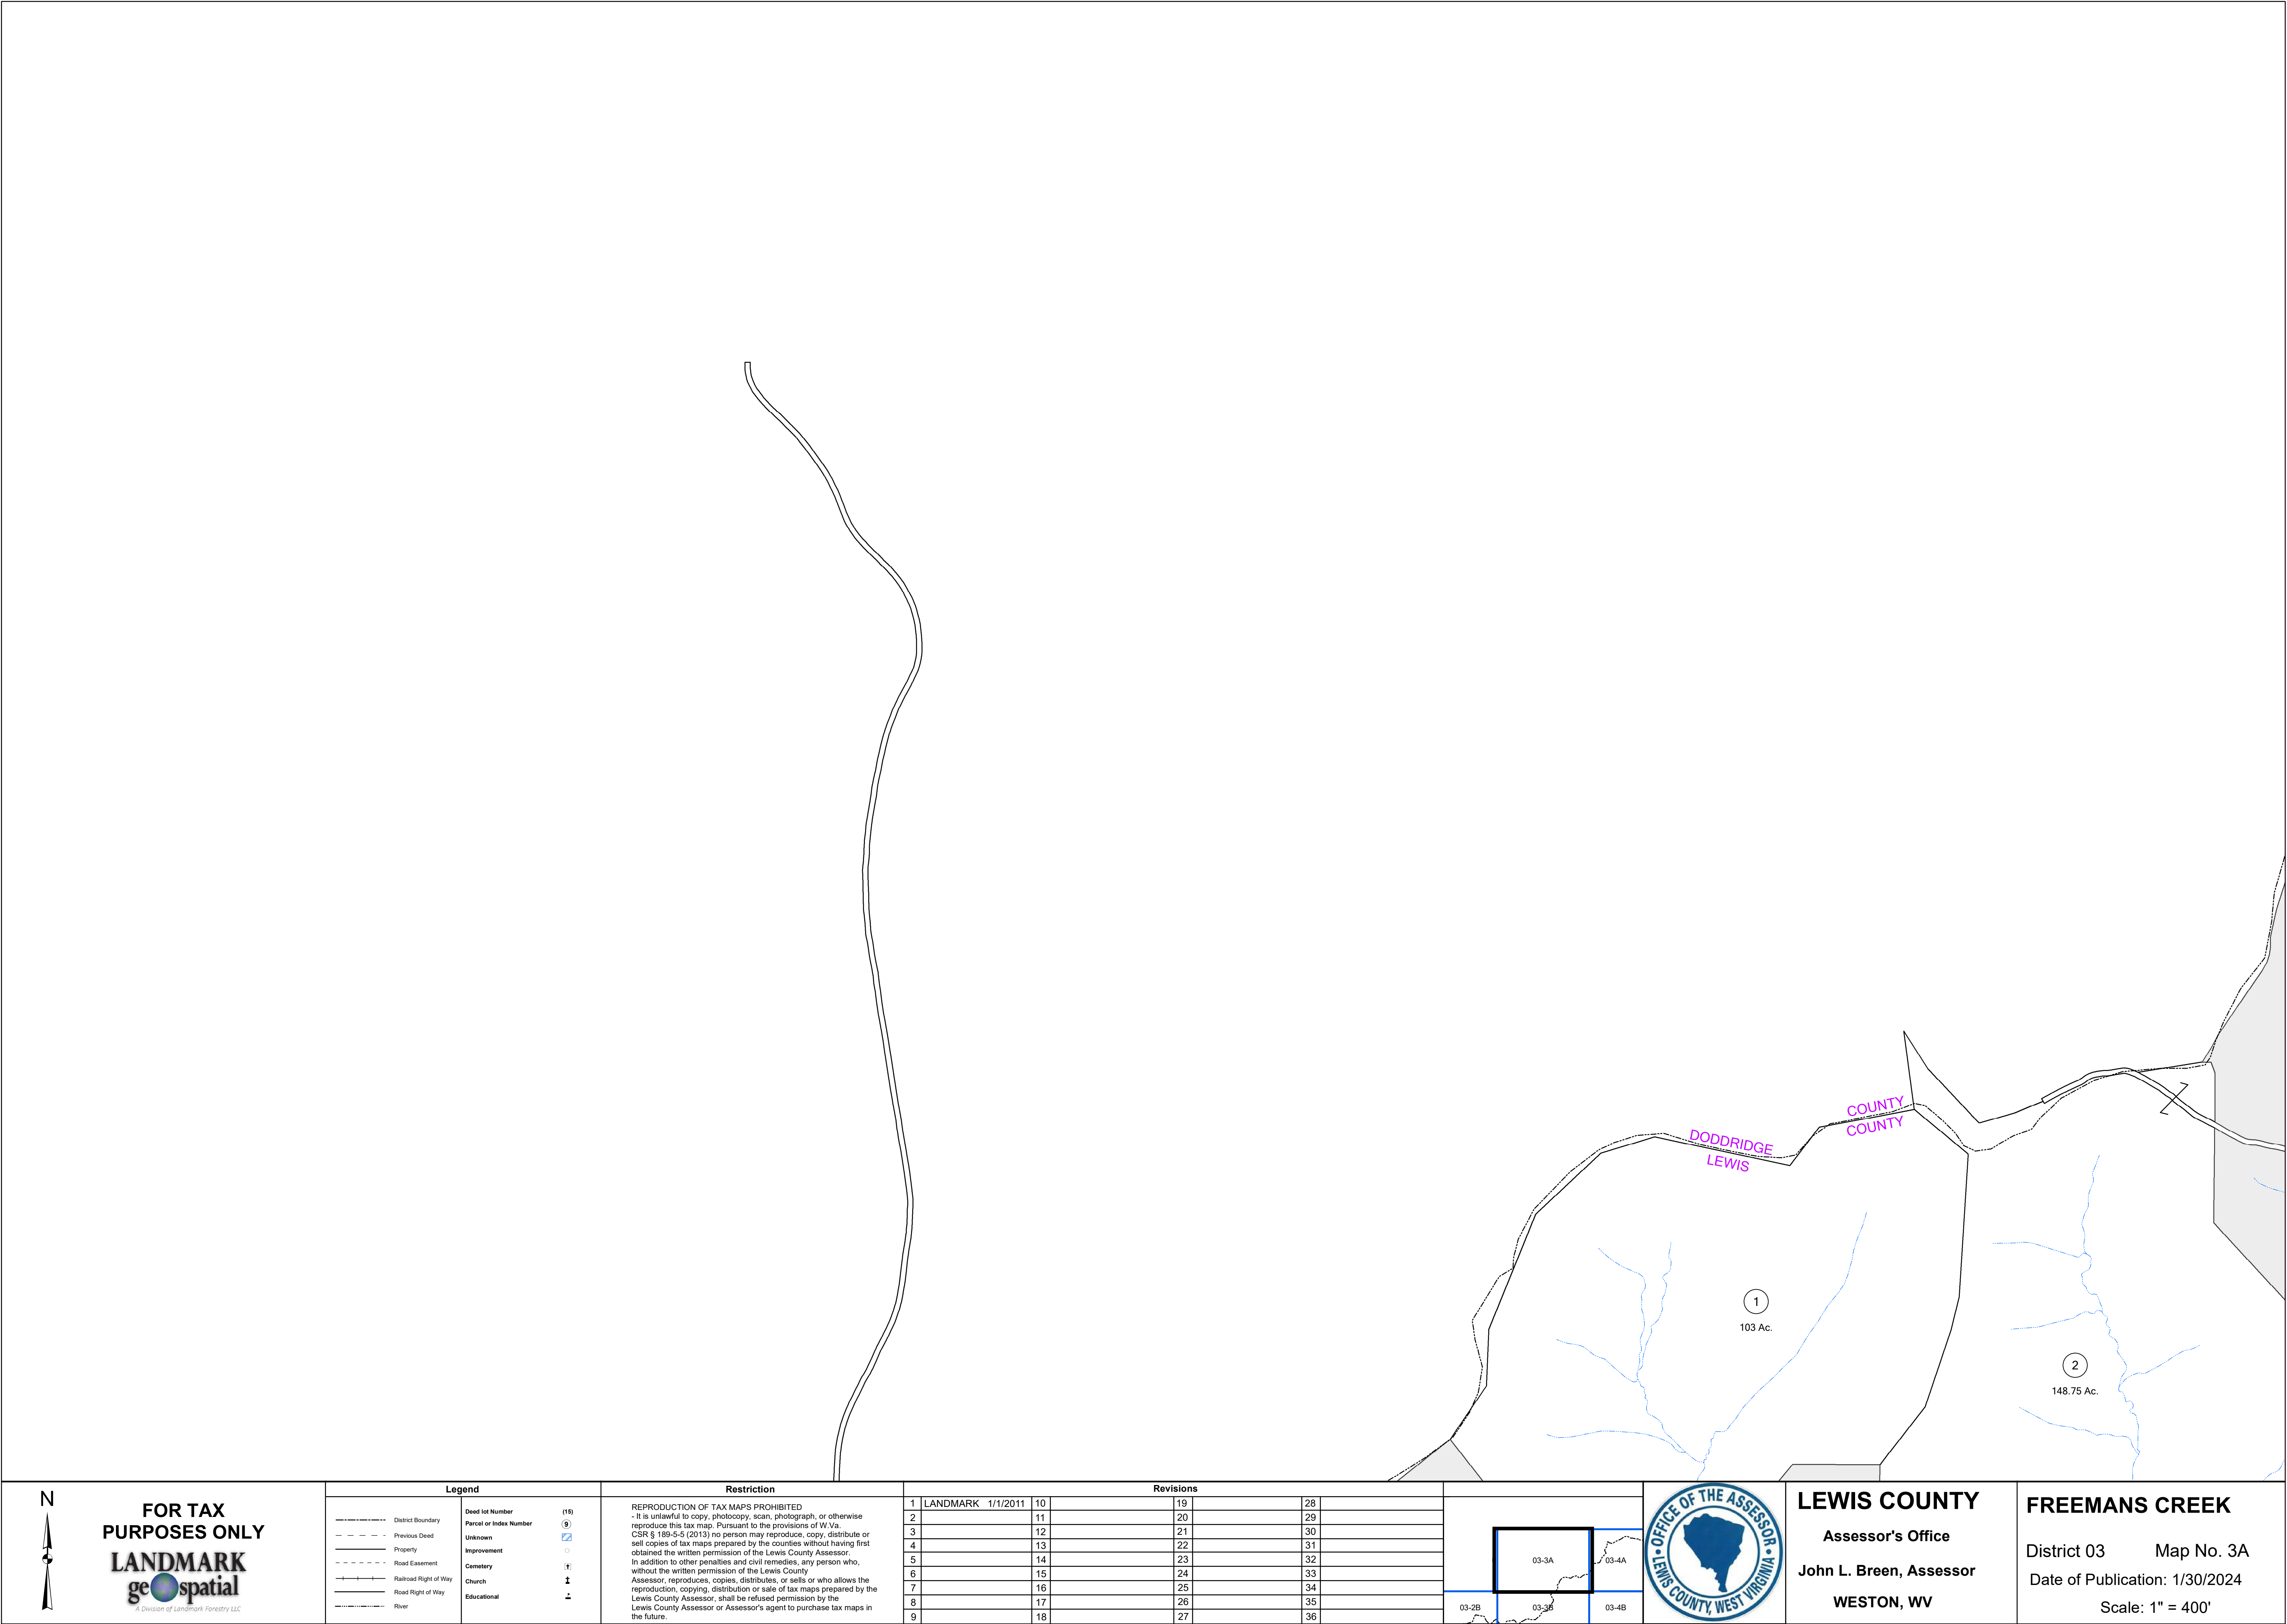 COUNTY
COUNTY
DODDRIDGE
LEWIS
1
103 Ac.
2
148.75 Ac.
N
FOR TAX
PURPOSES ONLY
LANDMARK
geospatial
A Division of Landmark Forestry LLC
Legend
District Boundary
Previous Deed
Property
Road Easement
Railroad Right of Way
Road Right of Way
River
Deed lot Number (15)
Parcel or Index Number 9
Unknown
Improvement
Cemetery
Church
Educational
Restriction
REPRODUCTION OF TAX MAPS PROHIBITED
- It is unlawful to copy, photocopy, scan, photograph, or otherwise
reproduce this tax map. Pursuant to the provisions of W.Va.
CSR § 189-5-5 (2013) no person may reproduce, copy, distribute or
sell copies of tax maps prepared by the counties without having first
obtained the written permission of the Lewis County Assessor.
In addition to other penalties and civil remedies, any person who,
without the written permission of the Lewis County
Assessor, reproduces, copies, distributes, or sells or who allows the
reproduction, copying, distribution or sale of tax maps prepared by the
Lewis County Assessor, shall be refused permission by the
Lewis County Assessor or Assessor's agent to purchase tax maps in
the future.
Revisions
1 LANDMARK 1/1/2011 10 19 28
2 11 20 29
3 12 21 30
4 13 22 31
5 14 23 32
6 15 24 33
7 16 25 34
8 17 26 35
9 18 27 36
03-3A 03-4A
03-2B 03-3B 03-4B
OFFICE OF THE ASSESSOR
LEWIS COUNTY, WEST VIRGINIA
LEWIS COUNTY
Assessor's Office
John L. Breen, Assessor
WESTON, WV
FREEMANS CREEK
District 03 Map No. 3A
Date of Publication: 1/30/2024
Scale: 1" = 400'